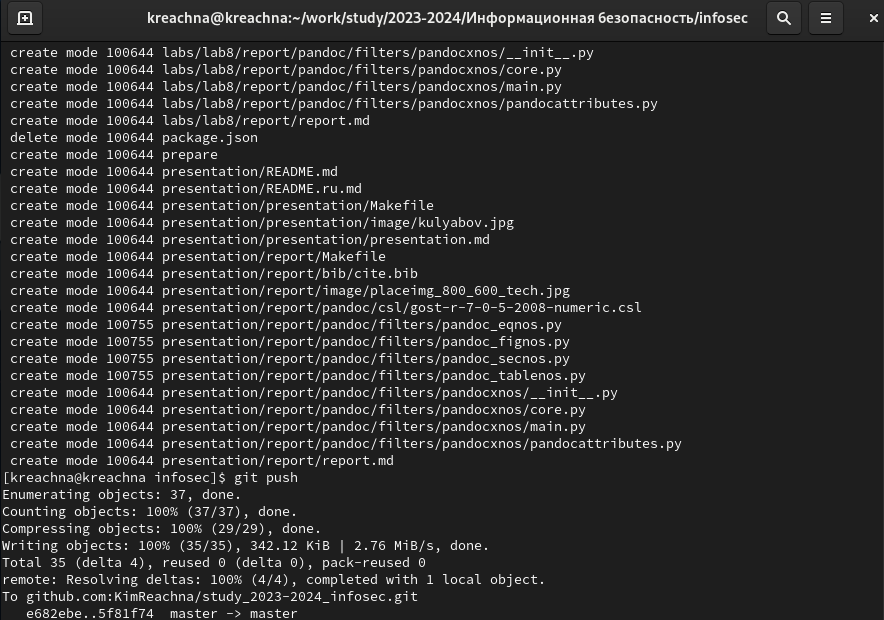 kreachna@kreachna:~/work/study/2023-2024/Информационная безопасность/infosec
create mode 100644 labs/lab8/report/pandoc/filters/pandocxnos/__init__.py
create mode 100644 labs/lab8/report/pandoc/filters/pandocxnos/core.py
create mode 100644 labs/lab8/report/pandoc/filters/pandocxnos/main.py
create mode 100644 labs/lab8/report/pandoc/filters/pandocxnos/pandocattributes.py
create mode 100644 labs/lab8/report/report.md
delete mode 100644 package.json
create mode 100644 prepare
create mode 100644 presentation/README.md
create mode 100644 presentation/README.ru.md
create mode 100644 presentation/presentation/Makefile
create mode 100644 presentation/presentation/image/kulyabov.jpg
create mode 100644 presentation/presentation/presentation.md
create mode 100644 presentation/report/Makefile
create mode 100644 presentation/report/bib/cite.bib
create mode 100644 presentation/report/image/placeimg_800_600_tech.jpg
create mode 100644 presentation/report/pandoc/csl/gost-r-7-0-5-2008-numeric.csl
create mode 100755 presentation/report/pandoc/filters/pandoc_eqnos.py
create mode 100755 presentation/report/pandoc/filters/pandoc_fignos.py
create mode 100755 presentation/report/pandoc/filters/pandoc_secnos.py
create mode 100755 presentation/report/pandoc/filters/pandoc_tablenos.py
create mode 100644 presentation/report/pandoc/filters/pandocxnos/__init__.py
create mode 100644 presentation/report/pandoc/filters/pandocxnos/core.py
create mode 100644 presentation/report/pandoc/filters/pandocxnos/main.py
create mode 100644 presentation/report/pandoc/filters/pandocxnos/pandocattributes.py
create mode 100644 presentation/report/report.md
[kreachna@kreachna infosec]$ git push
Enumerating objects: 37, done.
Counting objects: 100% (37/37), done.
Compressing objects: 100% (29/29), done.
Writing objects: 100% (35/35), 342.12 KiB | 2.76 MiB/s, done.
Total 35 (delta 4), reused 0 (delta 0), pack-reused 0
remote: Resolving deltas: 100% (4/4), completed with 1 local object.
To github.com:KimReachna/study_2023-2024_infosec.git
e682ebe..5f81f74  master -> master